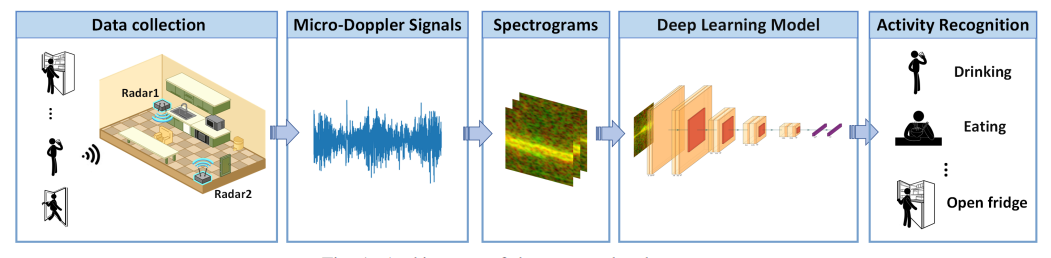 Data collection
Micro-Doppler Signals
Spectrograms
Deep Learning Model
Activity Recognition
Radar1
Radar2
Drinking
Eating
Open fridge